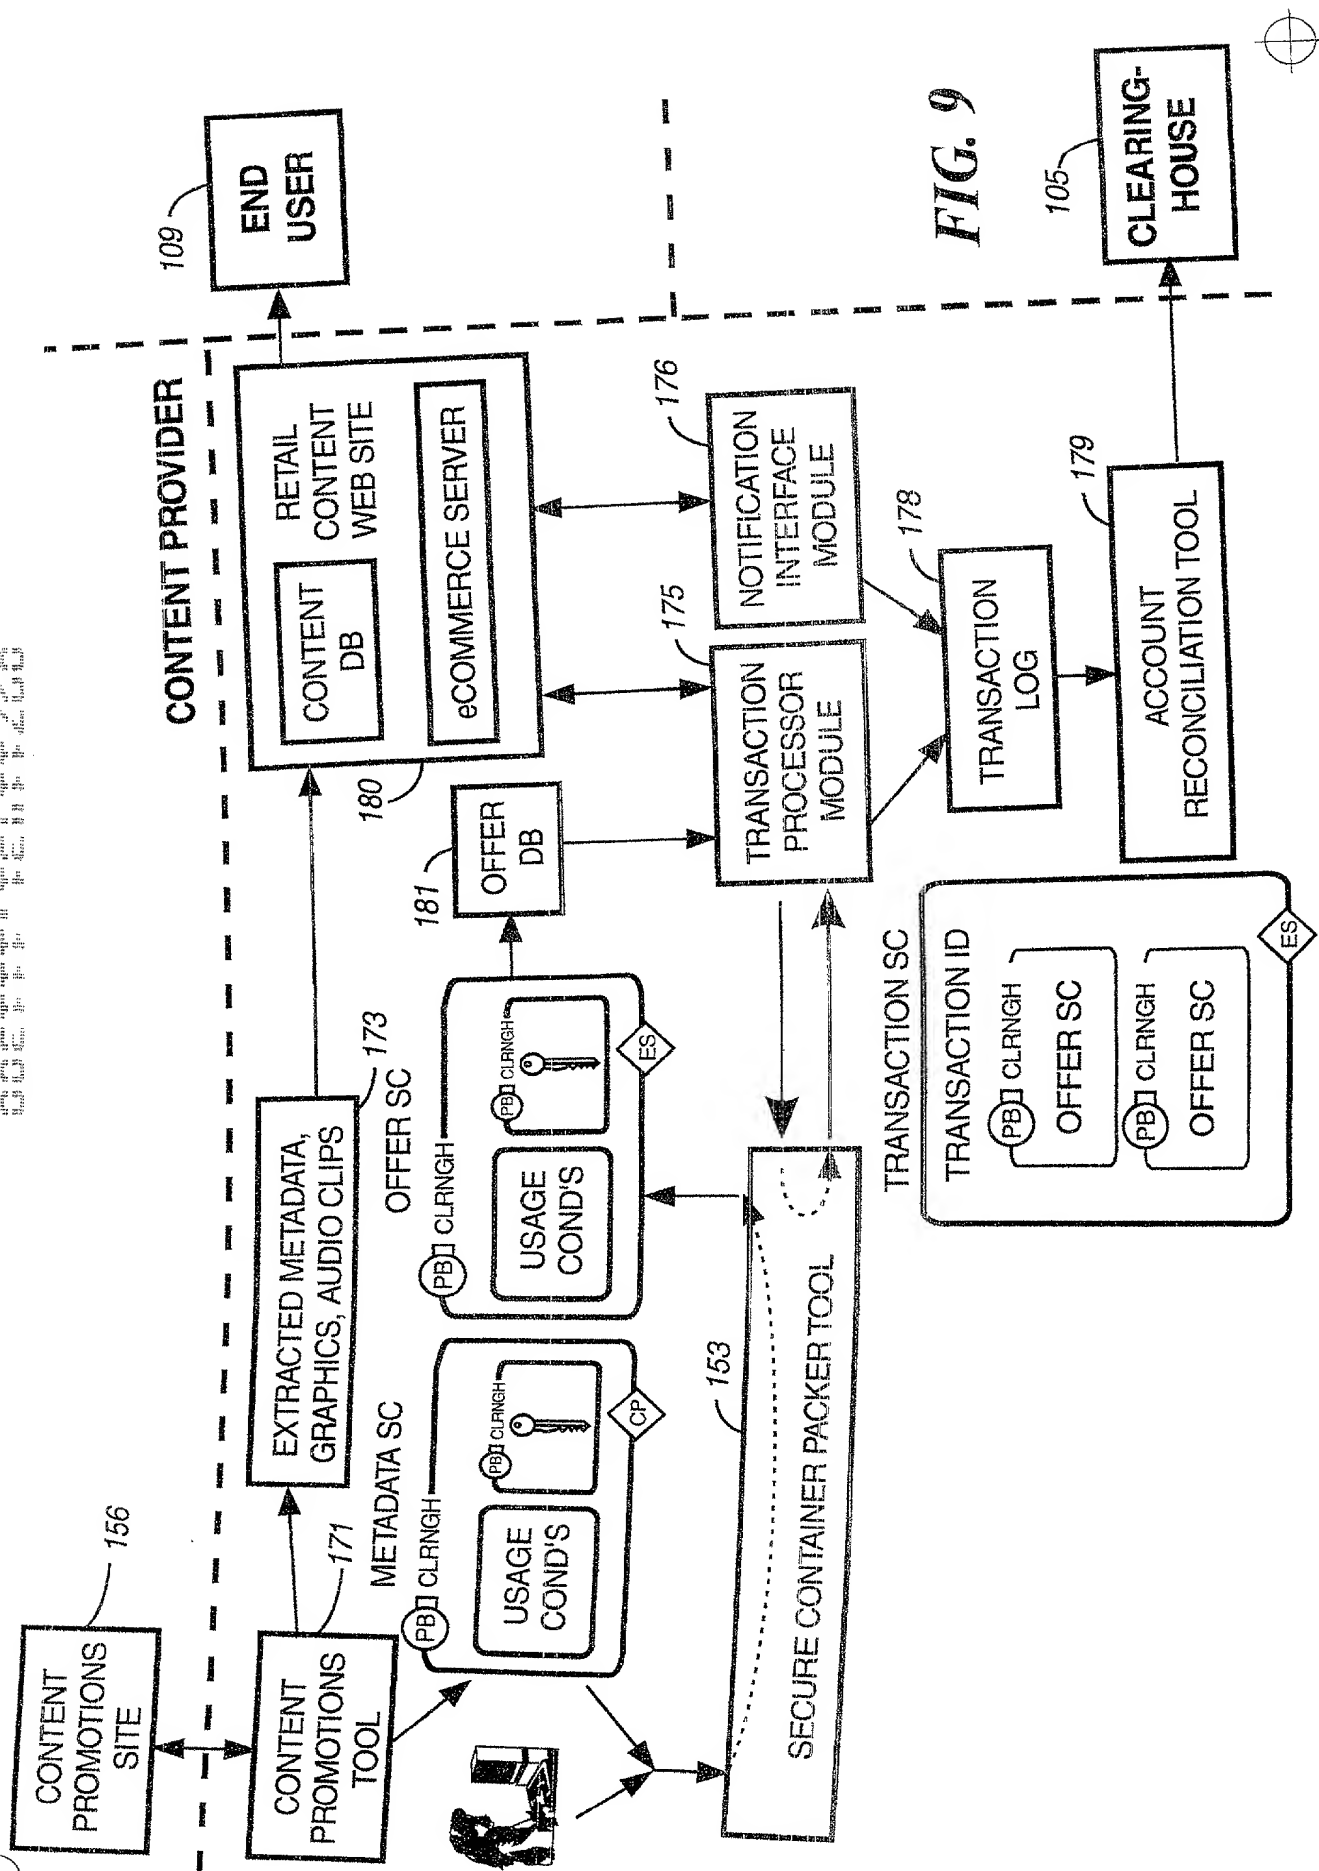 CONTENT PROVIDER
156
CONTENT
PROMOTIONS
SITE
109
END
USER
171
CONTENT
PROMOTIONS
TOOL
173
EXTRACTED METADATA,
GRAPHICS, AUDIO CLIPS
180
CONTENT
DB
RETAIL
CONTENT
WEB SITE
eCOMMERCE SERVER
METADATA SC
PB CLRNGH
USAGE
COND'S
PB CLRNGH
CP
OFFER SC
PB CLRNGH
USAGE
COND'S
PB CLRNGH
ES
181
OFFER
DB
153
SECURE CONTAINER PACKER TOOL
175
TRANSACTION
PROCESSOR
MODULE
176
NOTIFICATION
INTERFACE
MODULE
178
TRANSACTION
LOG
179
ACCOUNT
RECONCILIATION TOOL
TRANSACTION SC
TRANSACTION ID
PB CLRNGH
OFFER SC
PB CLRNGH
OFFER SC
ES
105
CLEARING-
HOUSE
FIG. 9